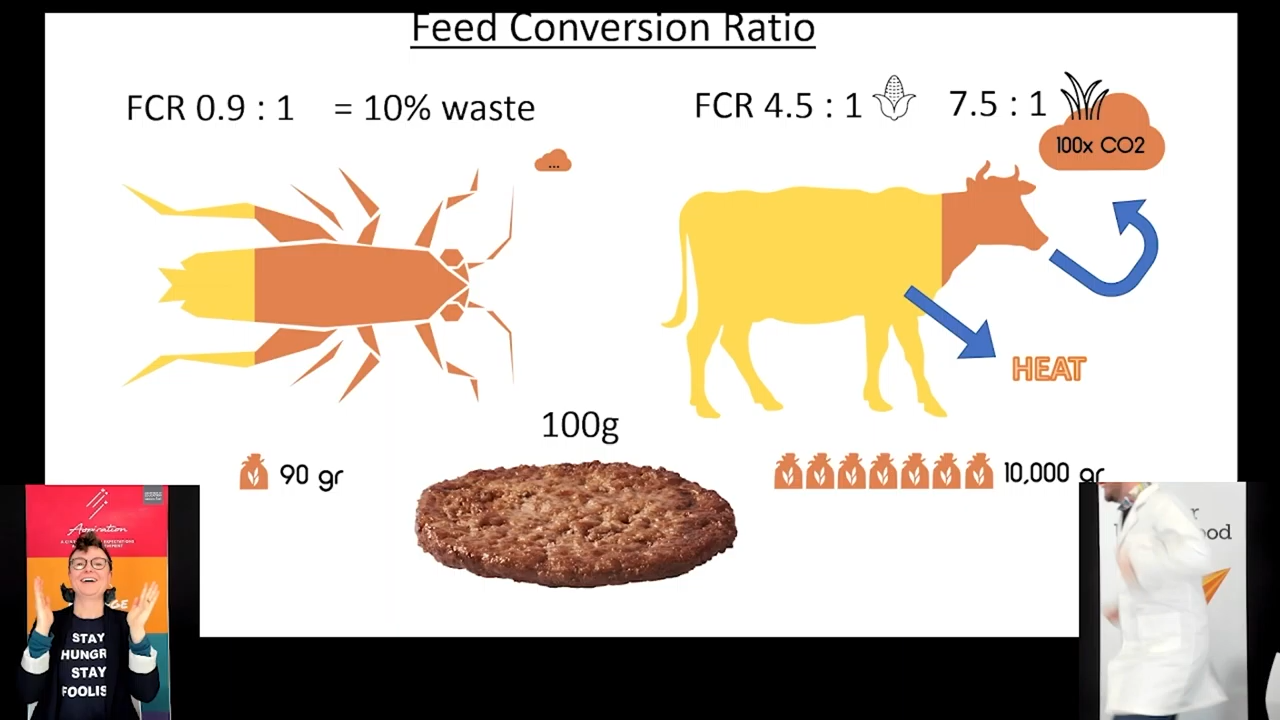 Feed Conversion Ratio
FCR 0.9 : 1 = 10% waste
FCR 4.5 : 1 7.5 : 1
...
100x CO2
HEAT
100g
90 gr
10,000 gr
Aspiration
STAY
HUNGR
STAY
FOOLIS